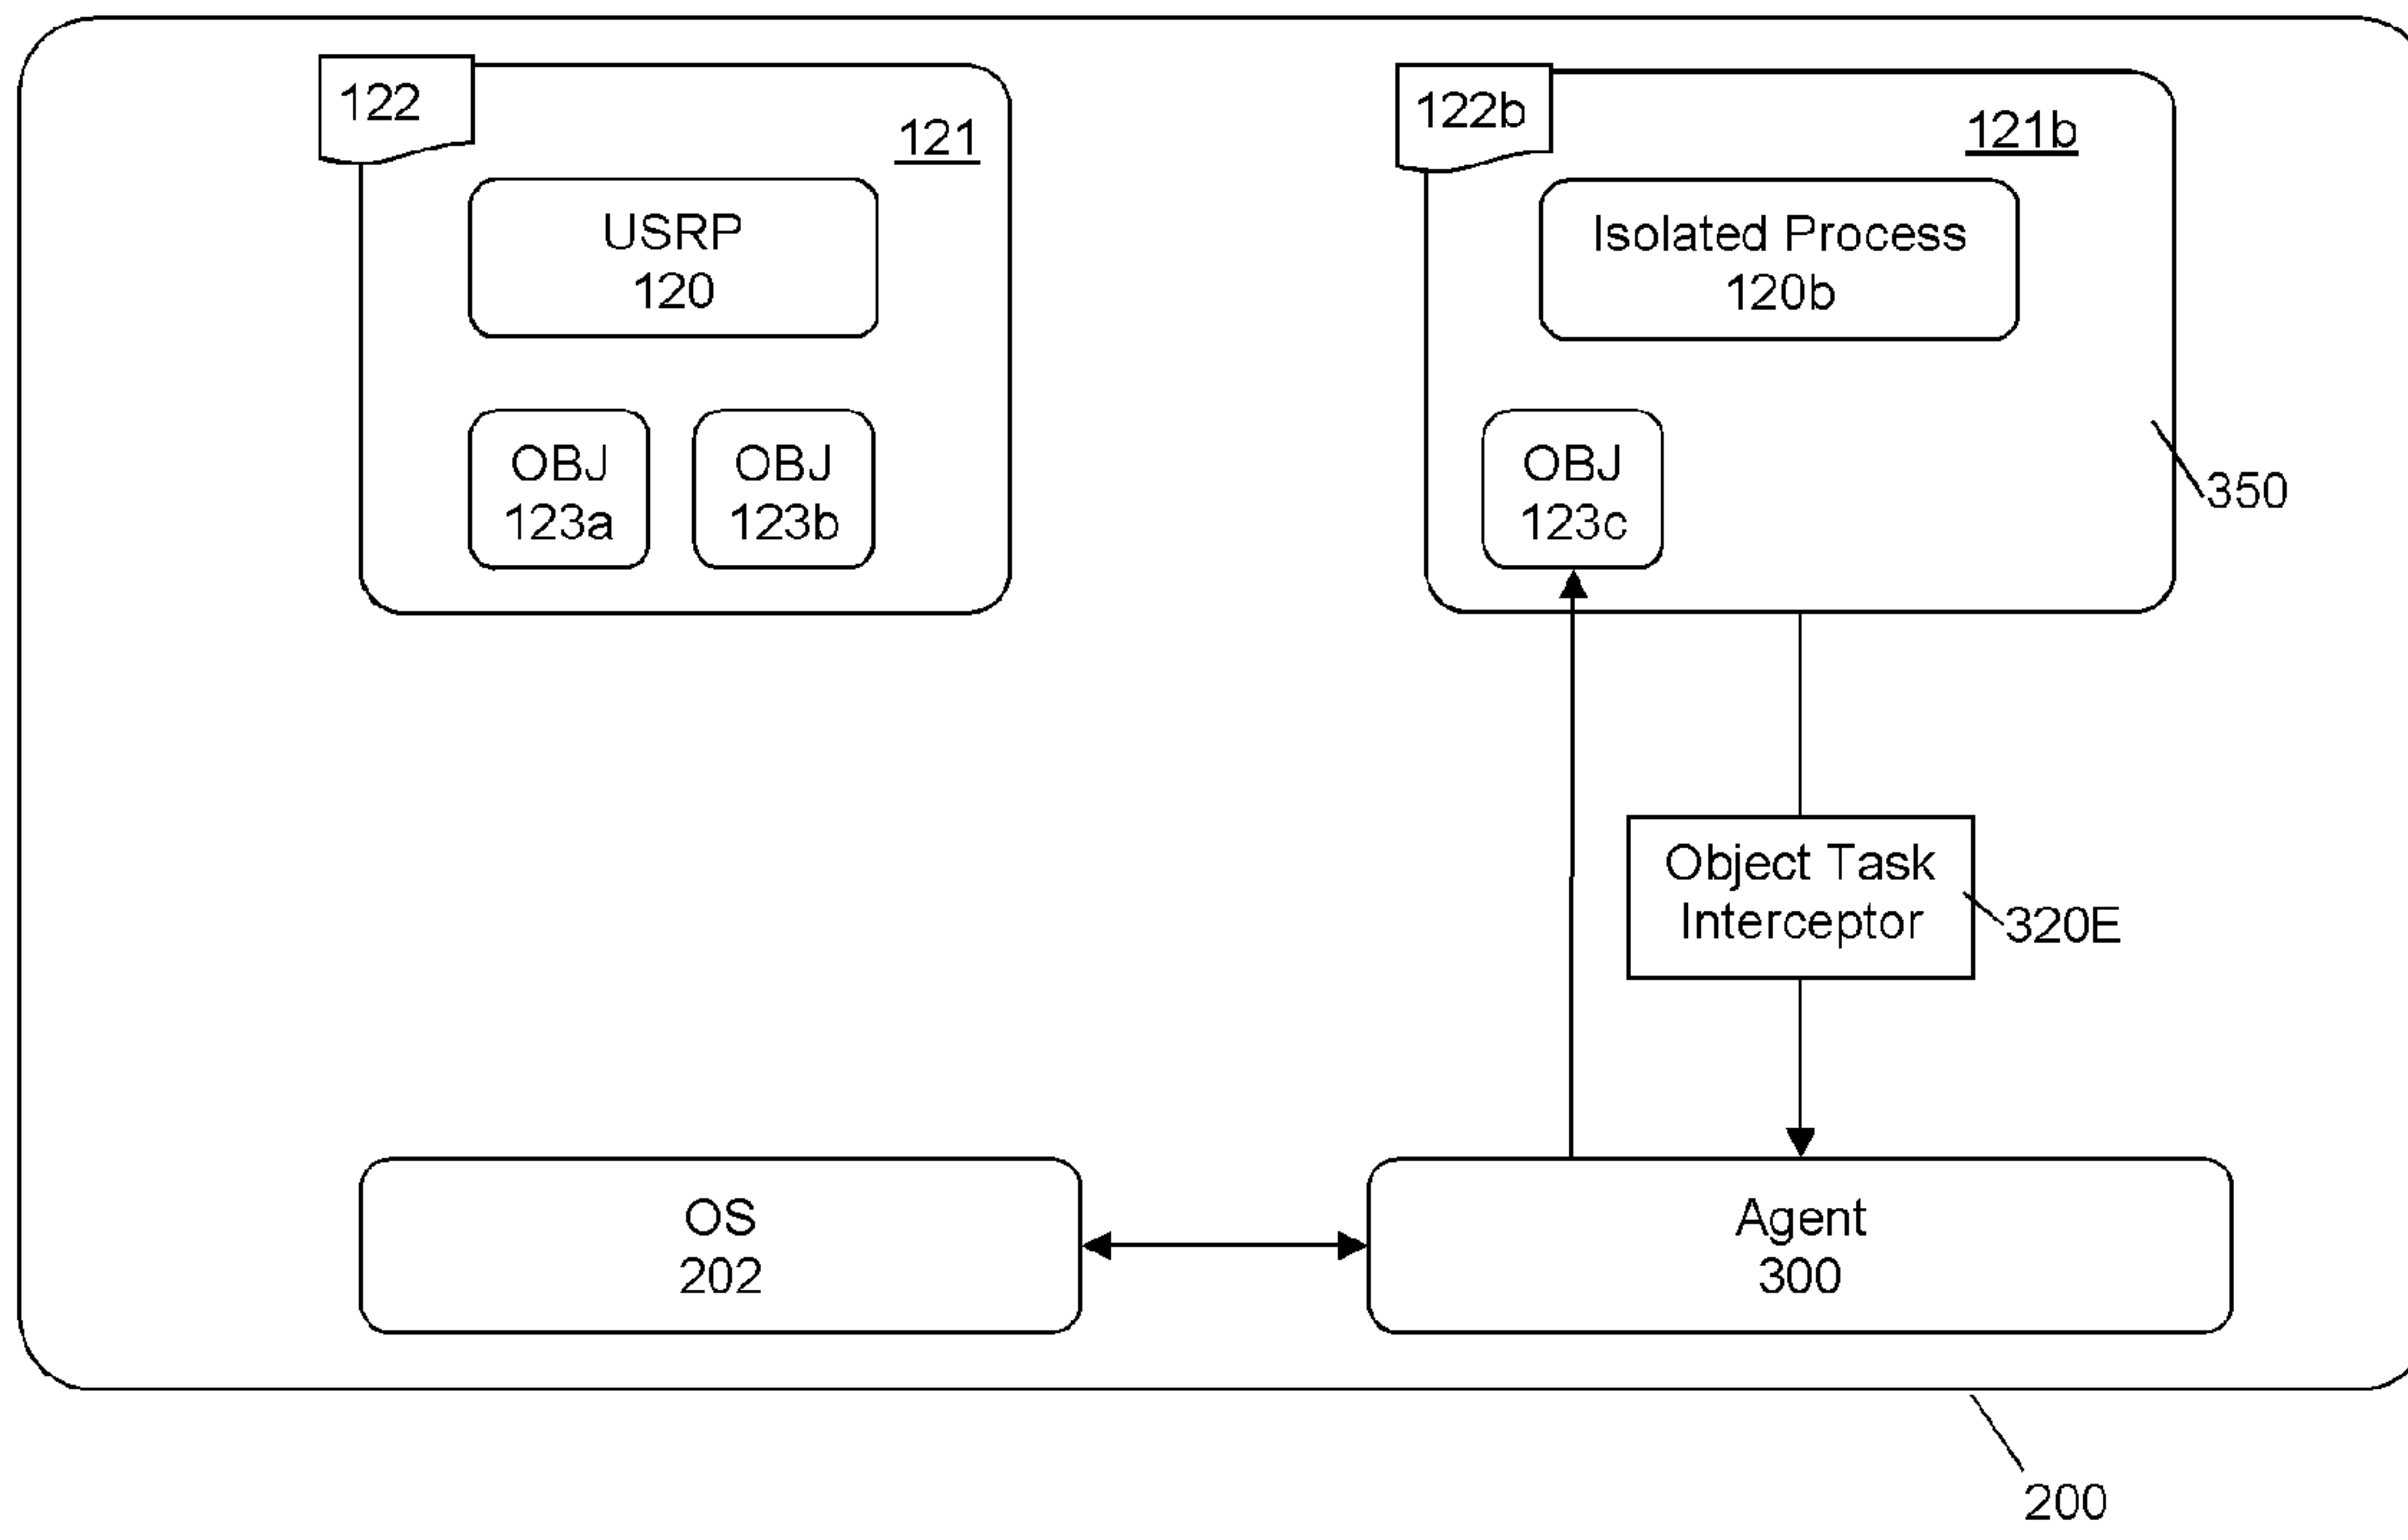 122
121
USRP
120
OBJ
123a
OBJ
123b
122b
121b
Isolated Process
120b
OBJ
123c
350
Object Task
Interceptor
320E
OS
202
Agent
300
200